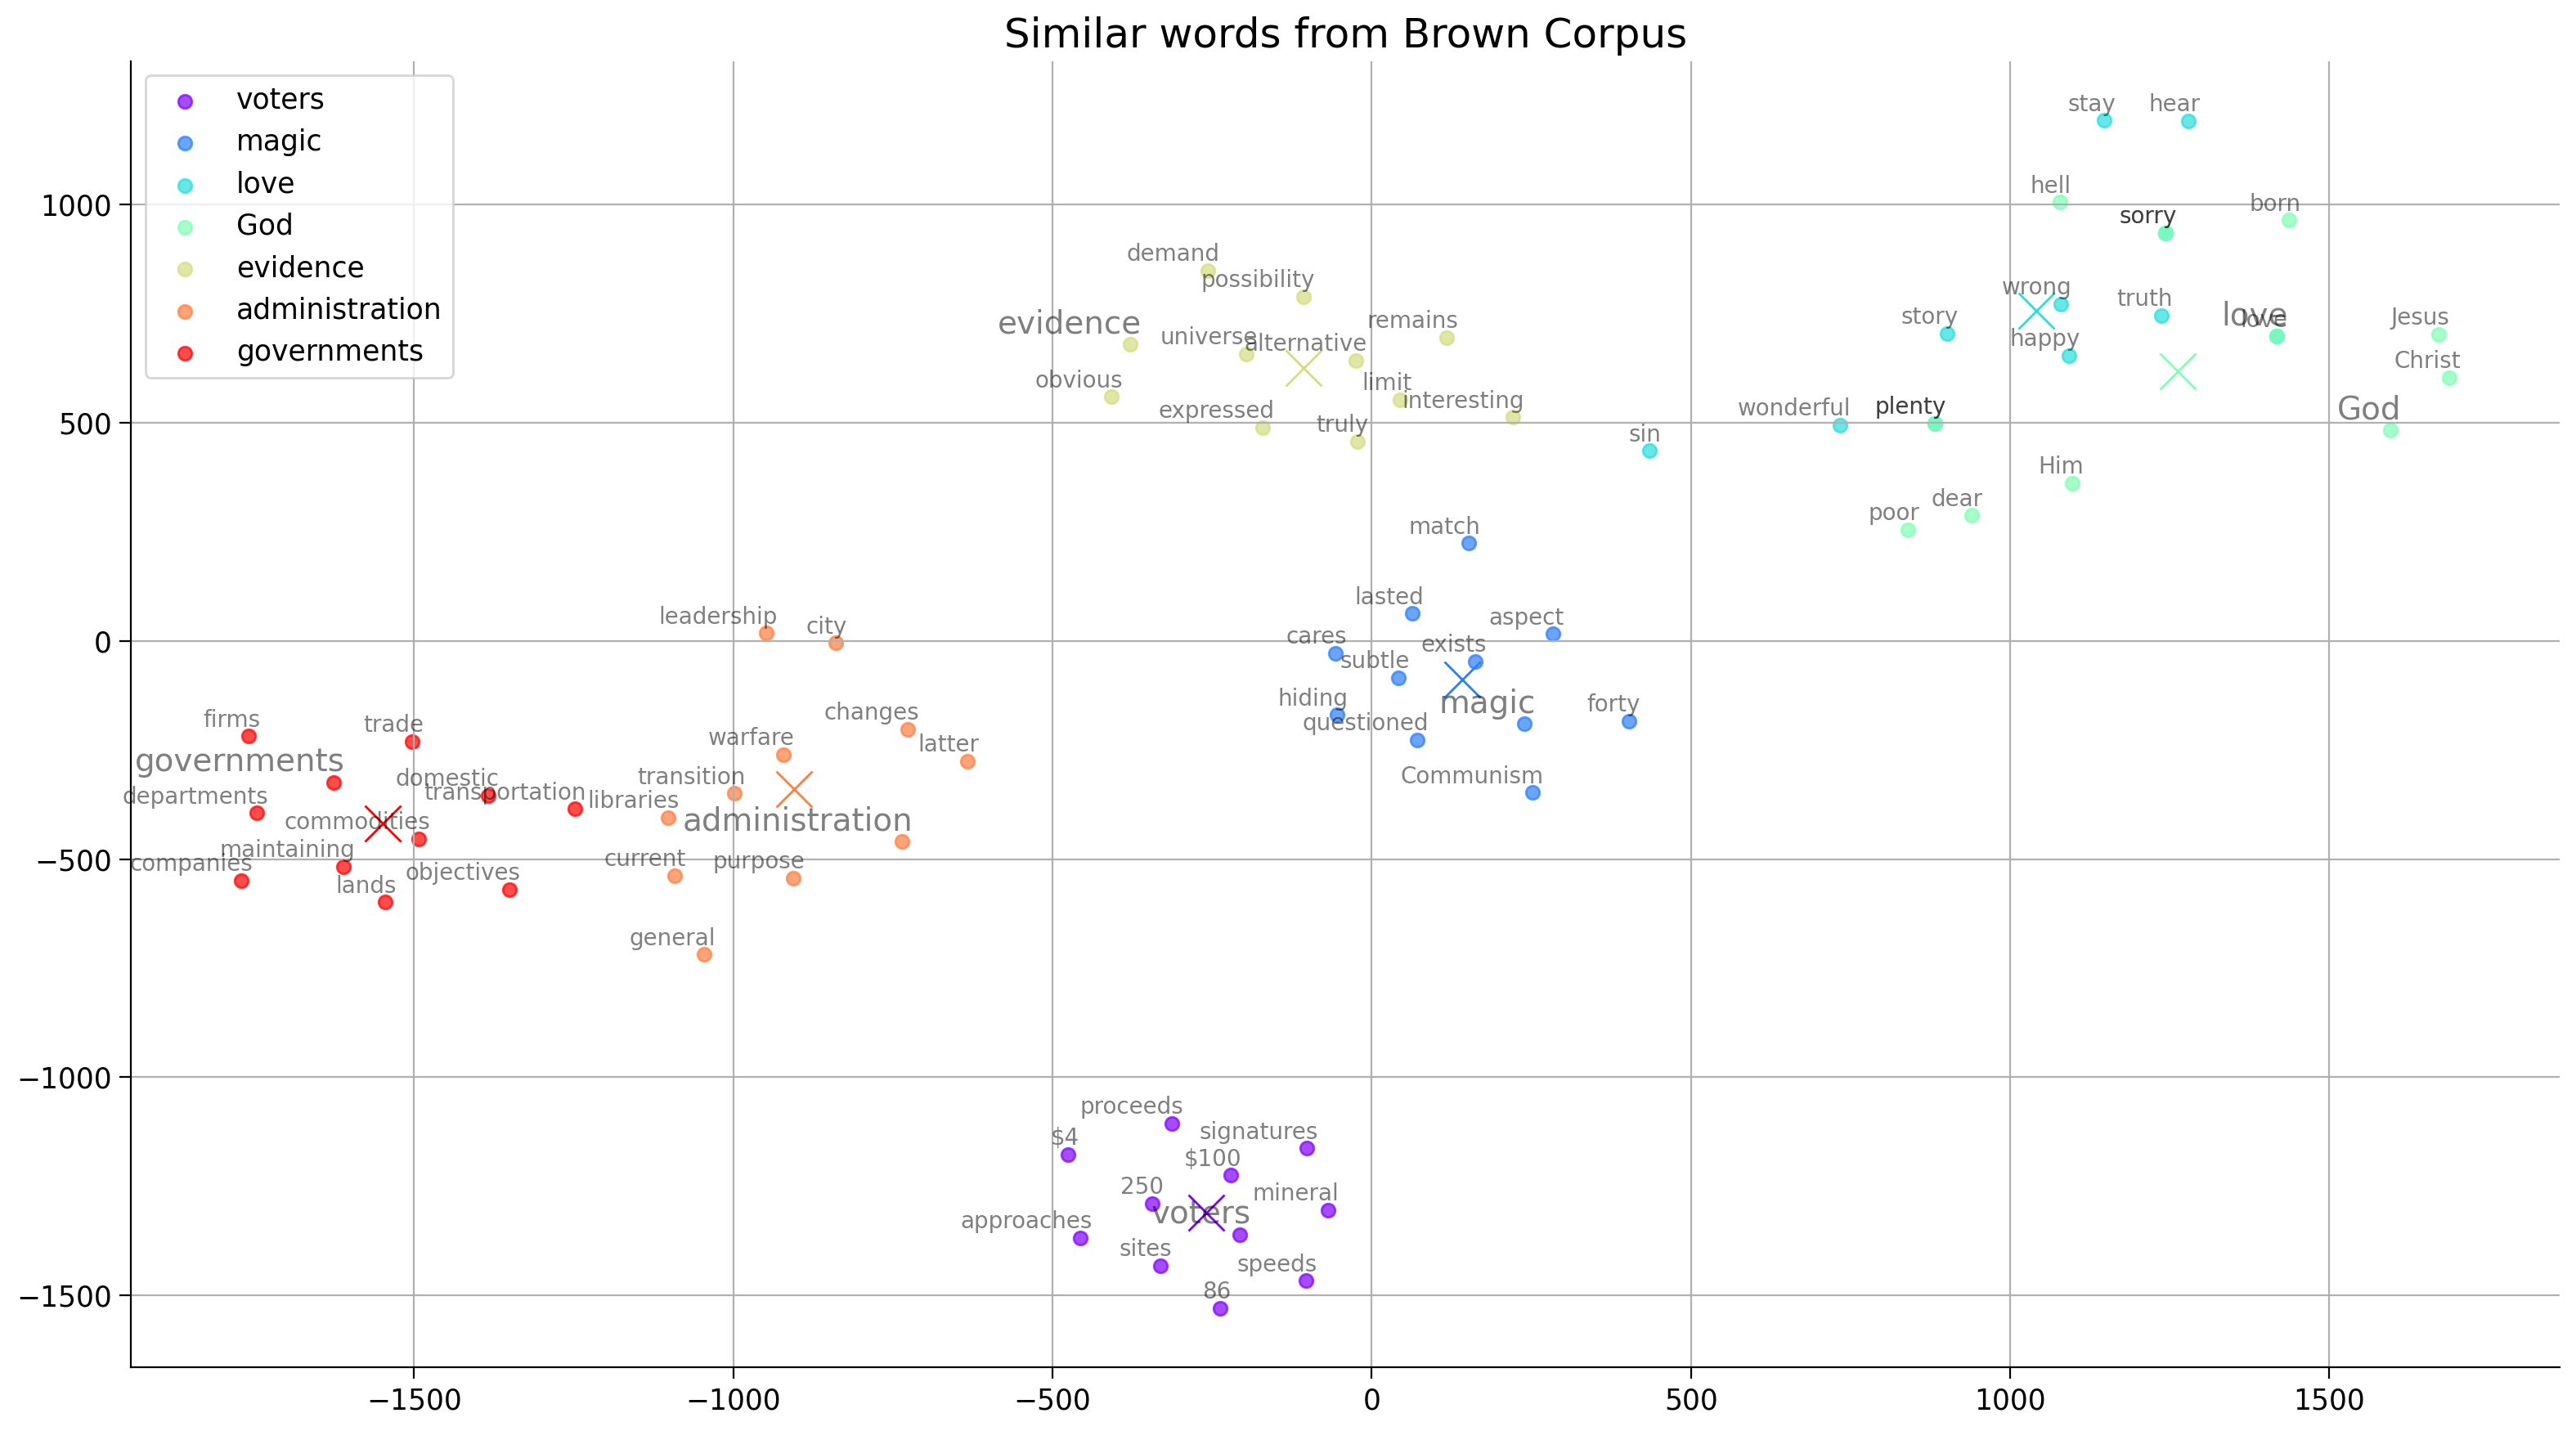 Similar words from Brown Corpus
voters
magic
love
God
evidence
administration
governments
stay hear
hell
born
sorry
demand
possibility
wrong
truth
evidence
remains
story
love
love
Jesus
universe
alternative
happy
Christ
obvious
limit
interesting
expressed
truly
wonderful
plenty
God
sin
Him
dear
poor
match
lasted
aspect
leadership
city
cares
exists
subtle
hiding
magic
forty
questioned
firms
trade
changes
warfare
latter
governments
domestic
transition
Communism
departments
transportation
libraries
commodities
administration
maintaining
companies
objectives
current
purpose
lands
general
proceeds
$4
signatures
$100
250
mineral
voters
approaches
sites
speeds
86
1000
500
0
−500
−1000
−1500
−1500 −1000 −500 0 500 1000 1500